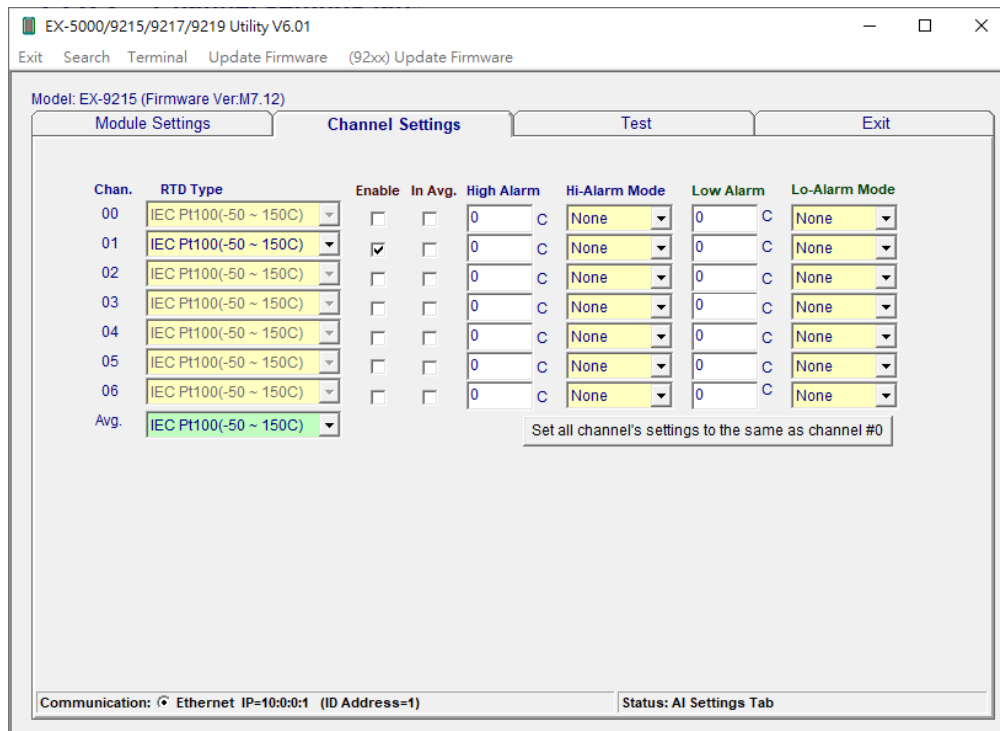 EX-5000/9215/9217/9219 Utility V6.01
Exit Search Terminal Update Firmware (92xx) Update Firmware
Model: EX-9215 (Firmware Ver:M7.12)
Module Settings Channel Settings Test Exit
Chan. RTD Type Enable In Avg. High Alarm Hi-Alarm Mode Low Alarm Lo-Alarm Mode
00 IEC Pt100(-50 ~ 150C) 0 C None 0 C None
01 IEC Pt100(-50 ~ 150C) 0 C None 0 C None
02 IEC Pt100(-50 ~ 150C) 0 C None 0 C None
03 IEC Pt100(-50 ~ 150C) 0 C None 0 C None
04 IEC Pt100(-50 ~ 150C) 0 C None 0 C None
05 IEC Pt100(-50 ~ 150C) 0 C None 0 C None
06 IEC Pt100(-50 ~ 150C) 0 C None 0 C None
Avg. IEC Pt100(-50 ~ 150C)
Set all channel's settings to the same as channel #0
Communication: Ethernet IP=10:0:0:1 (ID Address=1) Status: AI Settings Tab